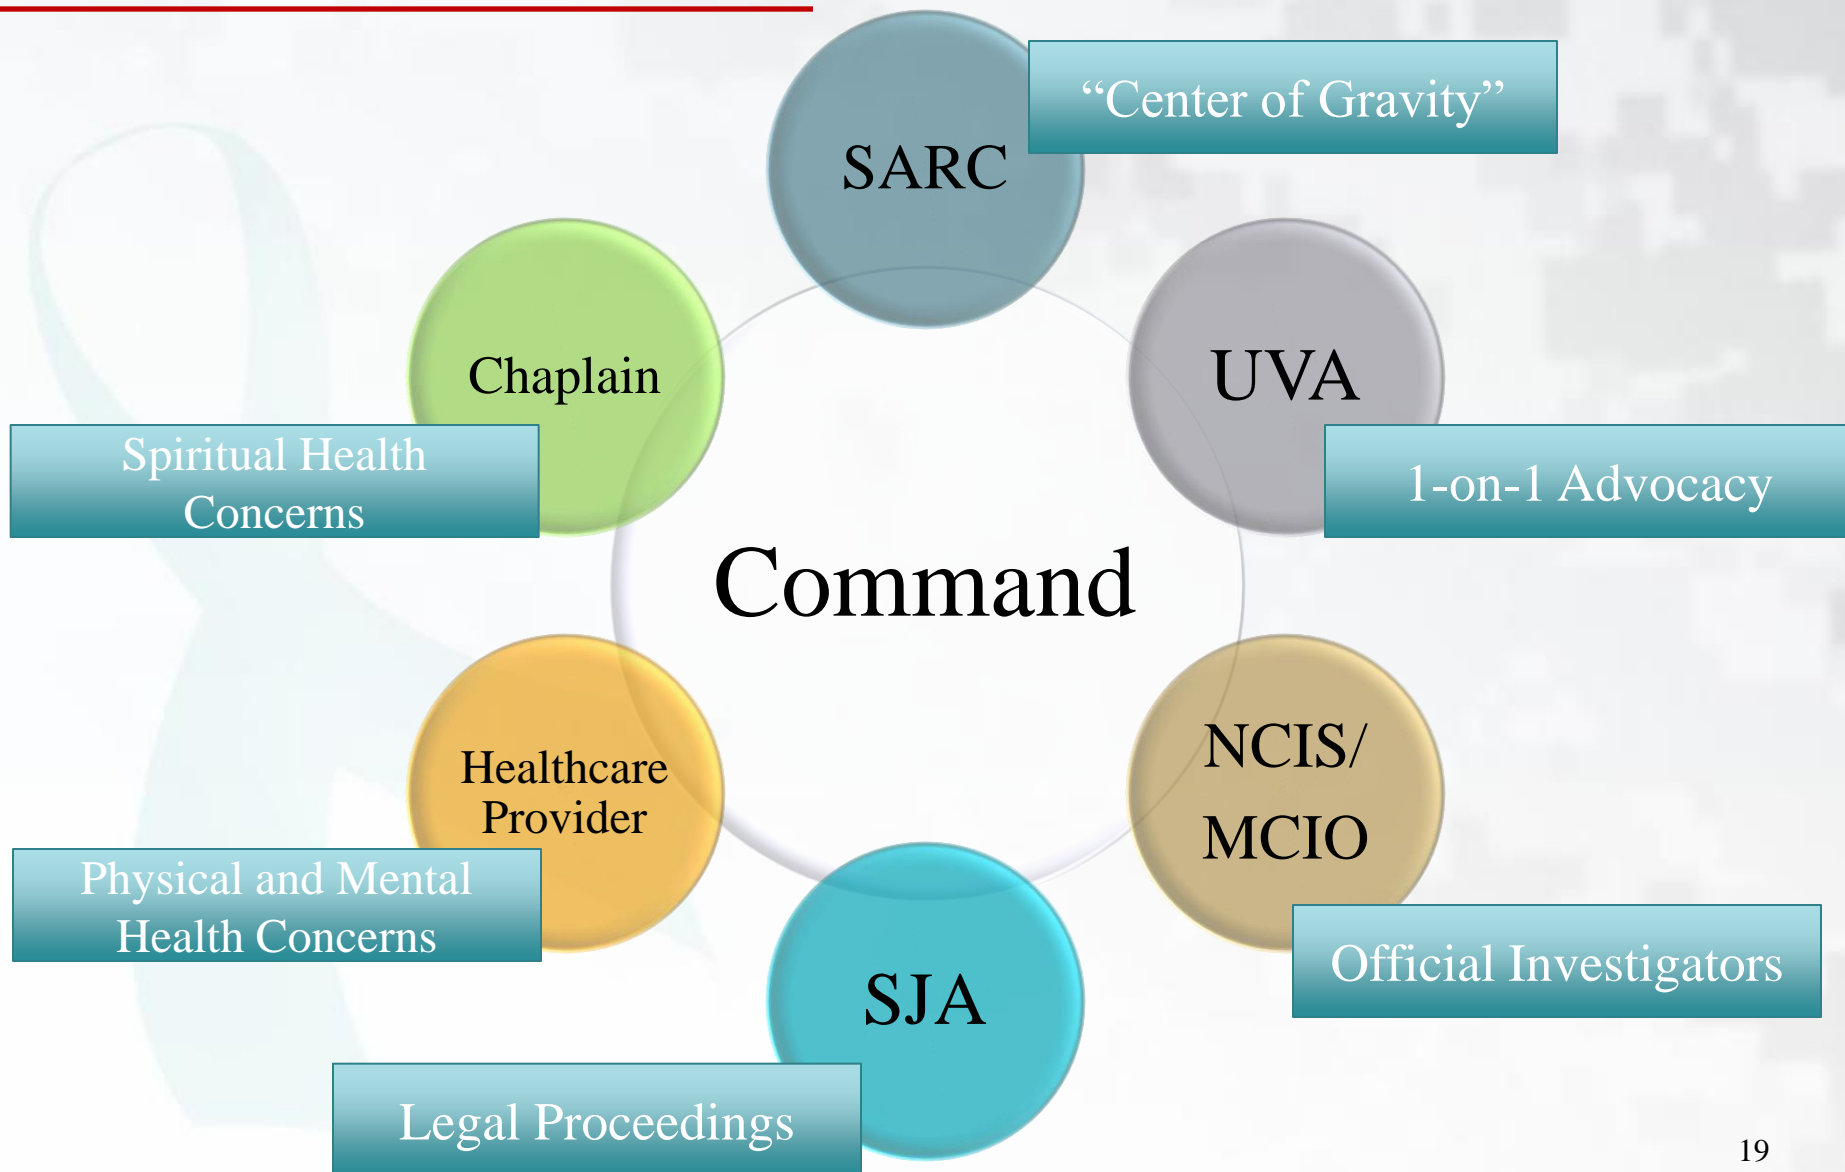 “Center of Gravity”
SARC
Chaplain
UVA
Spiritual Health
Concerns
1-on-1 Advocacy
Command
NCIS/
MCIO
Healthcare
Provider
Physical and Mental
Health Concerns
Official Investigators
SJA
Legal Proceedings
19